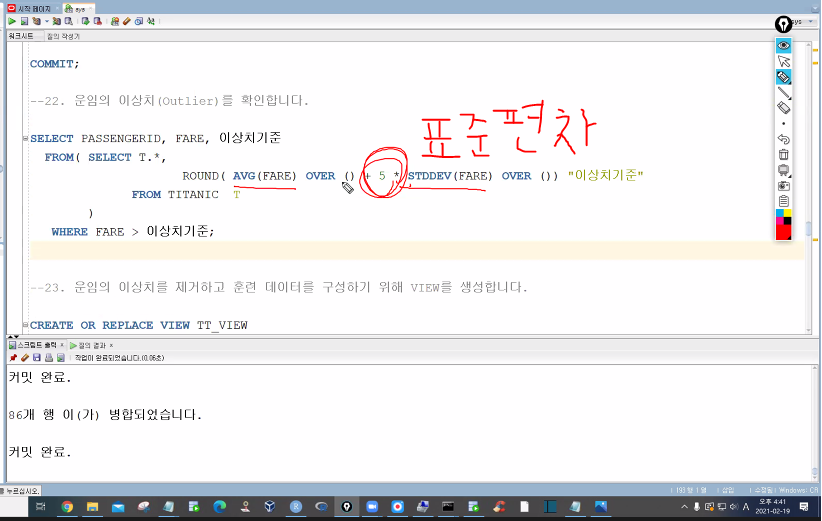 시작 페이지
sys
sys
워크시트 질의 작성기
COMMIT;
--22. 운임의 이상치(Outlier)를 확인합니다.
표준편차
SELECT PASSENGERID, FARE, 이상치기준
FROM( SELECT T.*,
ROUND( AVG(FARE) OVER () + 5 * STDDEV(FARE) OVER ()) "이상치기준"
FROM TITANIC T
)
WHERE FARE > 이상치기준;
--23. 운임의 이상치를 제거하고 훈련 데이터를 구성하기 위해 VIEW를 생성합니다.
CREATE OR REPLACE VIEW TT_VIEW
스크립트 출력 × 질의 결과 ×
작업이 완료되었습니다.(0.06초)
커밋 완료.
86개 행 이(가) 병합되었습니다.
커밋 완료.
누르십시오.
193 행 1 열 삽입 수정됨 Windows: CR
오후 4:41
2021-02-19
A